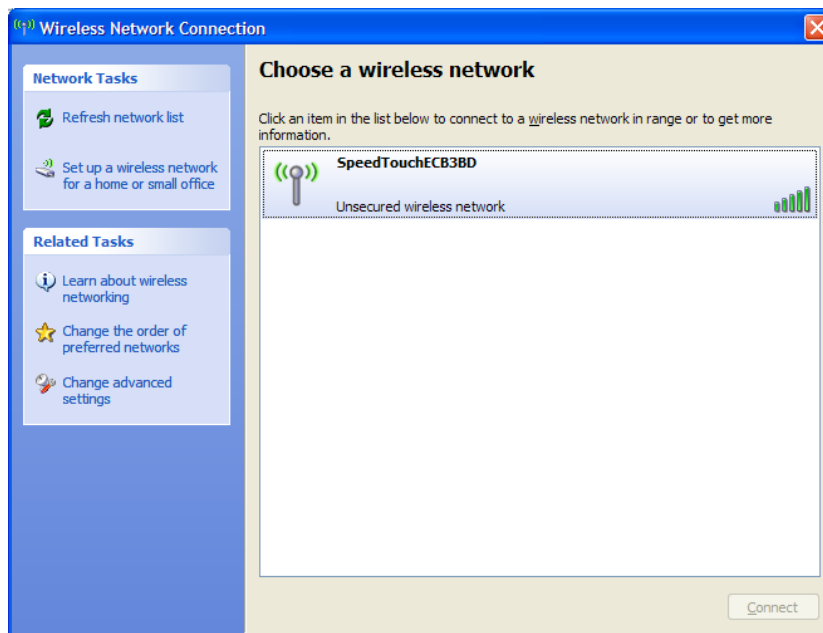 Wireless Network Connection
Network Tasks
Refresh network list
Set up a wireless network
for a home or small office
Related Tasks
Learn about wireless
networking
Change the order of
preferred networks
Change advanced
settings
Choose a wireless network
Click an item in the list below to connect to a wireless network in range or to get more
information.
SpeedTouchECB3BD
Unsecured wireless network
Connect